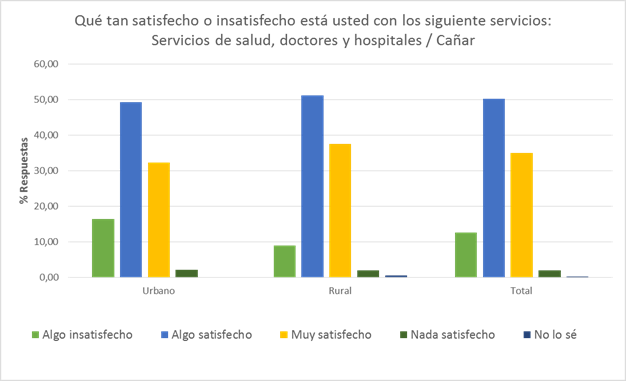 Qué tan satisfecho o insatisfecho está usted con los siguiente servicios:
Servicios de salud, doctores y hospitales / Cañar
60,00
50,00
40,00
30,00
20,00
10,00
0,00
% Respuestas
Urbano
Rural
Total
Algo insatisfecho
Algo satisfecho
Muy satisfecho
Nada satisfecho
No lo sé